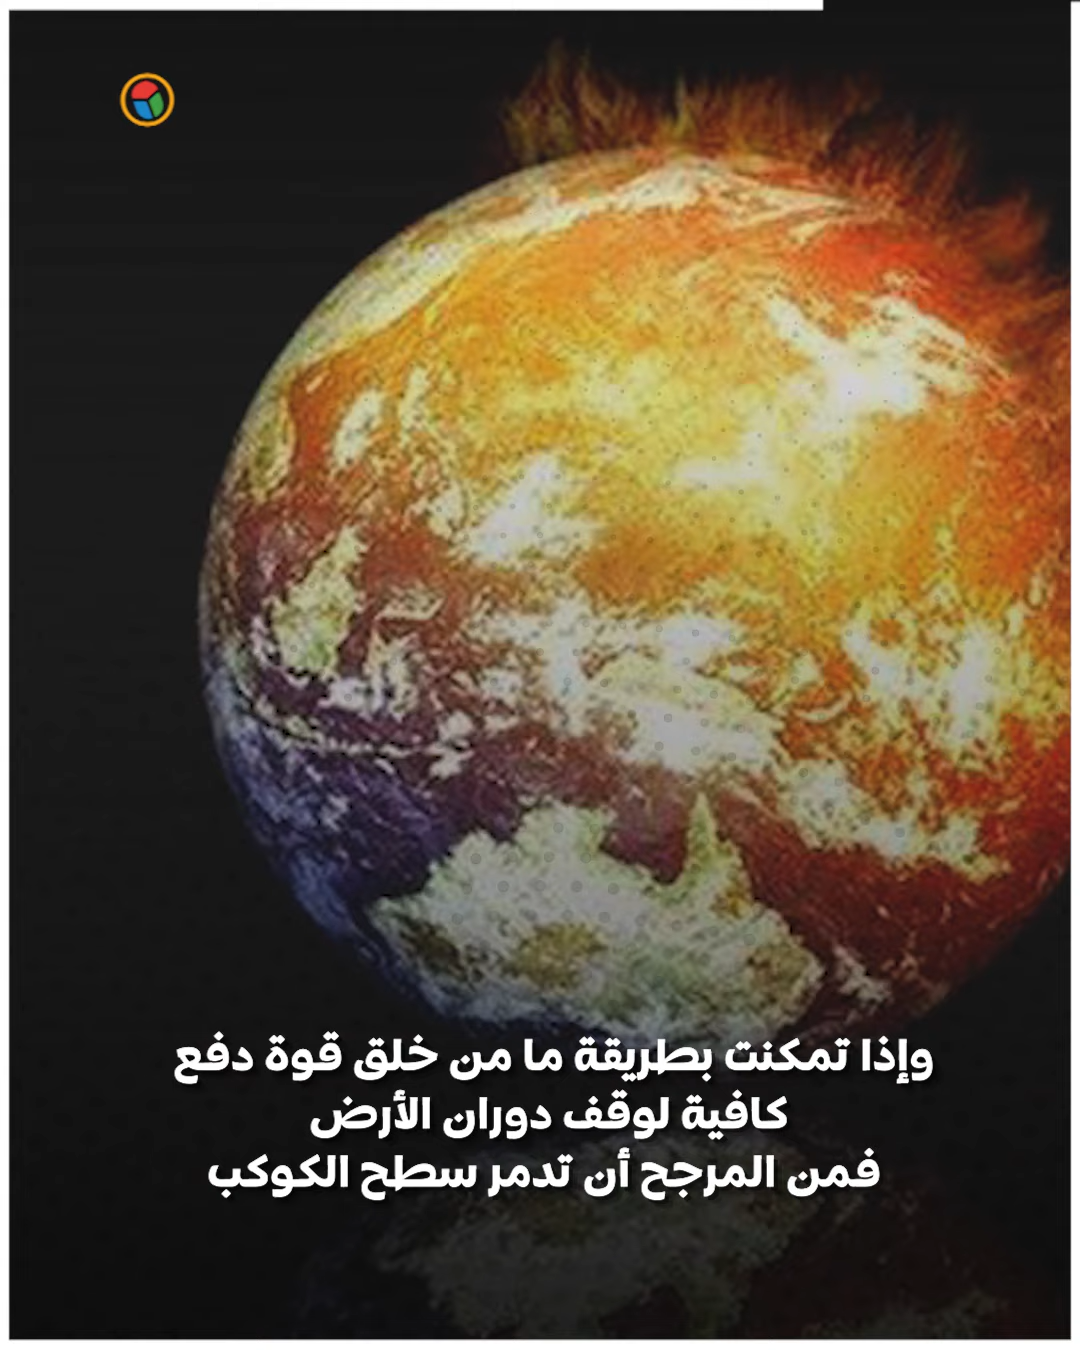 وإذا تمكنت بطريقة ما من خلق قوة دفع
كافية لوقف دوران الأرض
فمن المرجح أن تدمر سطح الكوكب